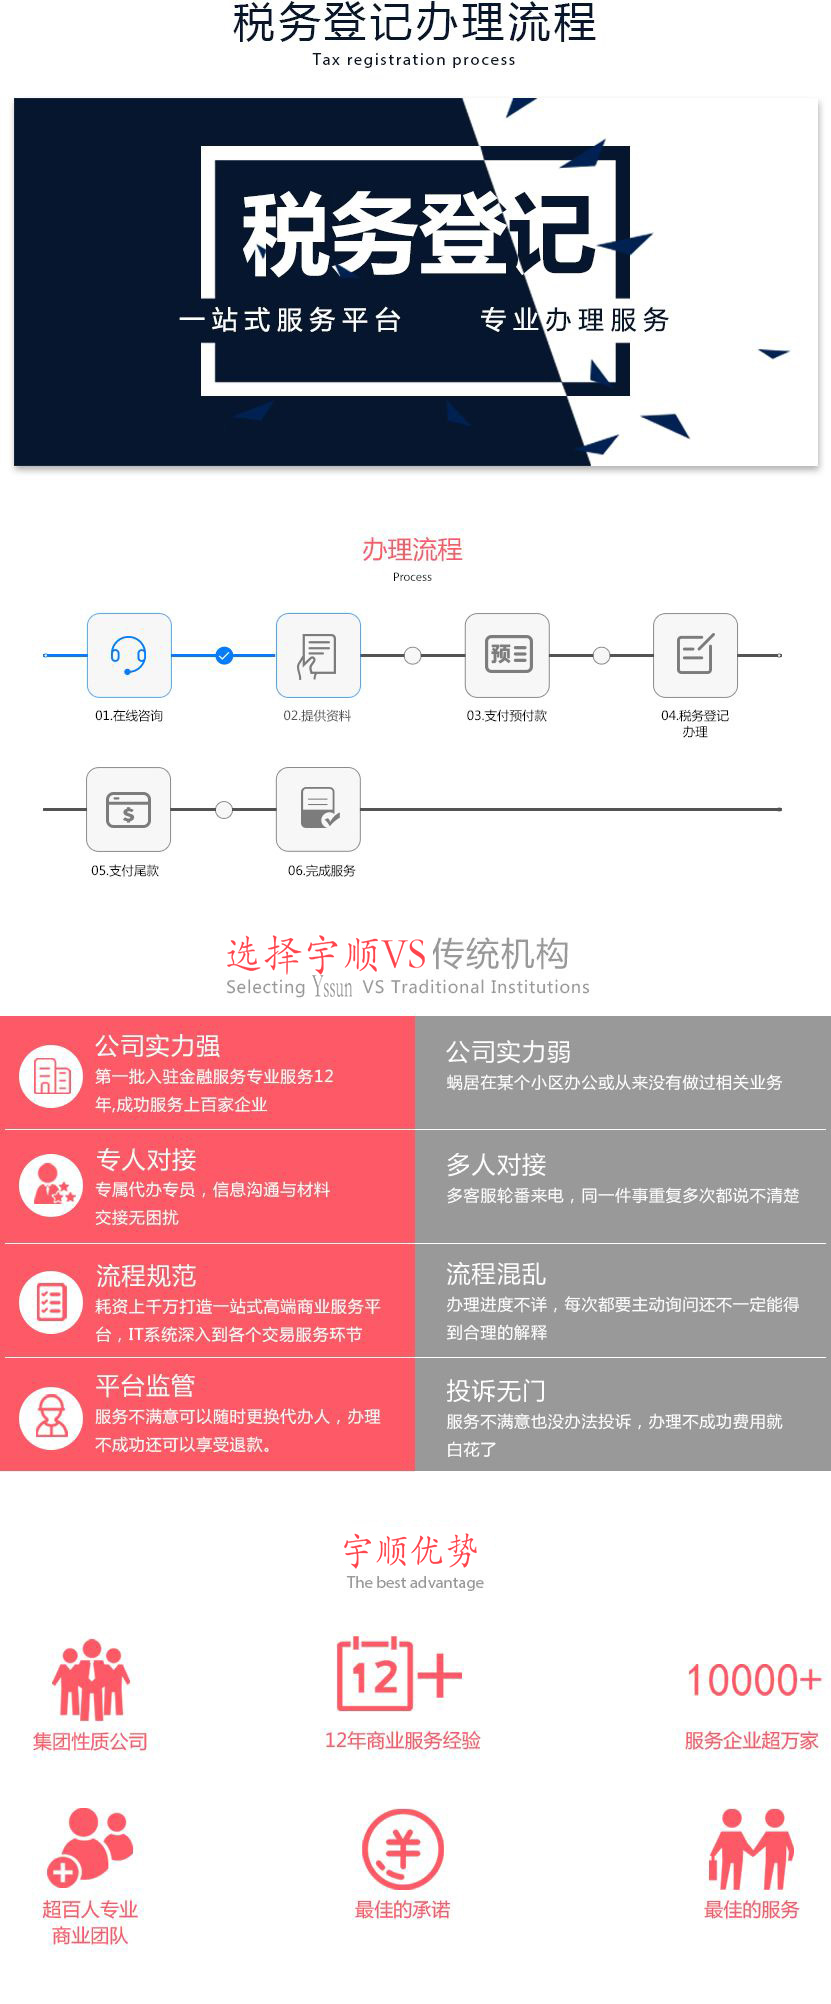 税务登记办理流程
Tax registration process
税务登记
一站式服务平台 专业办理服务
办理流程
Process
预
01.在线咨询
02.提供资料
03.支付预付款
04.税务登记
办理
$
05.支付尾款
06.完成服务
选择宇顺VS传统机构
Selecting Yssun VS Traditional Institutions
公司实力强
第一批入驻金融服务专业服务12
年,成功服务上百家企业
公司实力弱
蜗居在某个小区办公或从来没有做过相关业务
专人对接
专属代办专员，信息沟通与材料
交接无困扰
多人对接
多客服轮番来电，同一件事重复多次都说不清楚
流程规范
耗资上千万打造一站式高端商业服务平
台，IT系统深入到各个交易服务环节
流程混乱
办理进度不详，每次都要主动询问还不一定能得
到合理的解释
平台监管
服务不满意可以随时更换代办人，办理
不成功还可以享受退款。
投诉无门
服务不满意也没办法投诉，办理不成功费用就
白花了
宇顺优势
The best advantage
12+
10000+
集团性质公司
12年商业服务经验
服务企业超万家
超百人专业
商业团队
最佳的承诺
最佳的服务